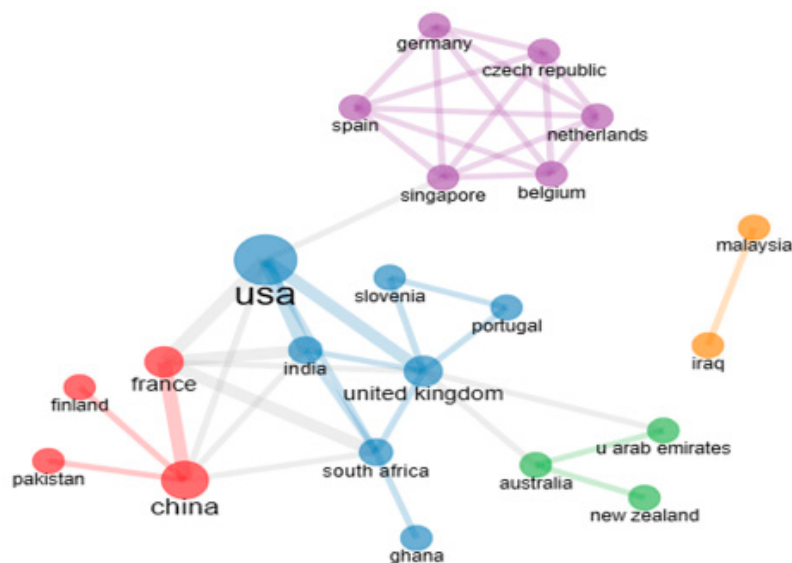 germany
czech republic
spain
netherlands
singapore
belgium
malaysia
usa
slovenia
portugal
iraq
india
france
united kingdom
finland
u arab emirates
south africa
australia
pakistan
china
new zealand
ghana